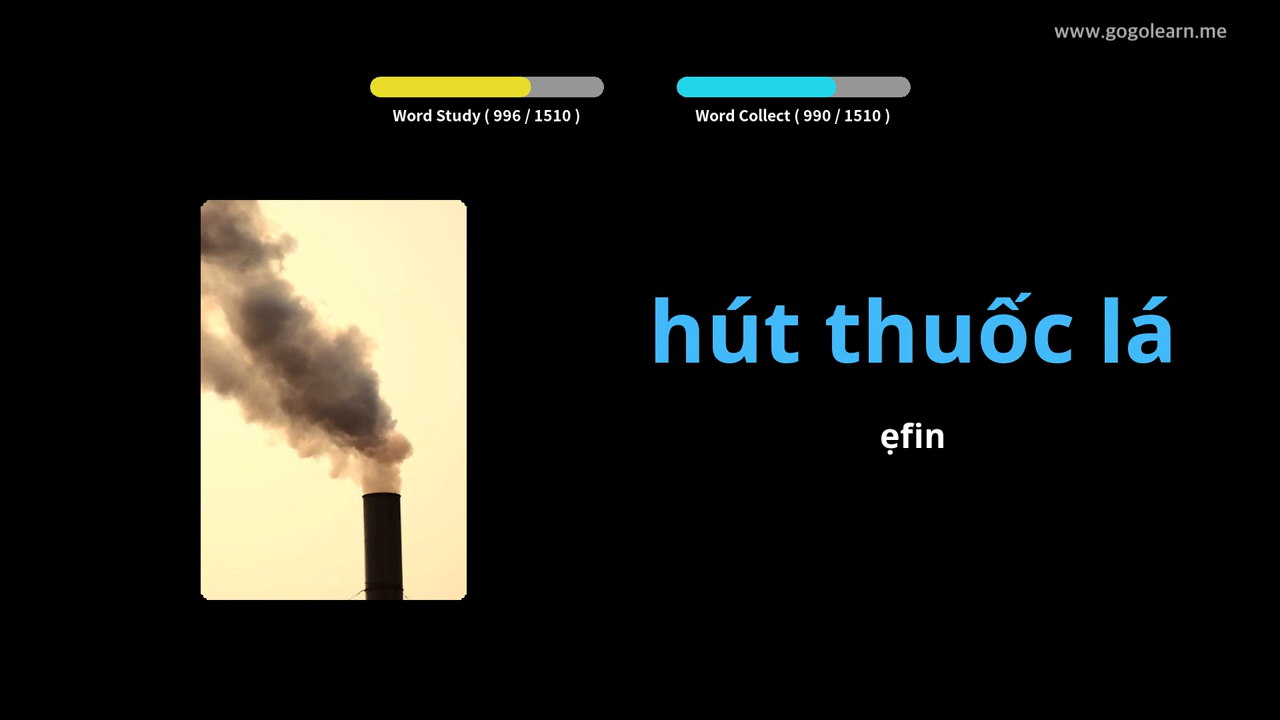 www.gogolearn.me
Word Study ( 996 / 1510 )
Word Collect ( 990 / 1510 )
hút thuốc lá
ẹfin